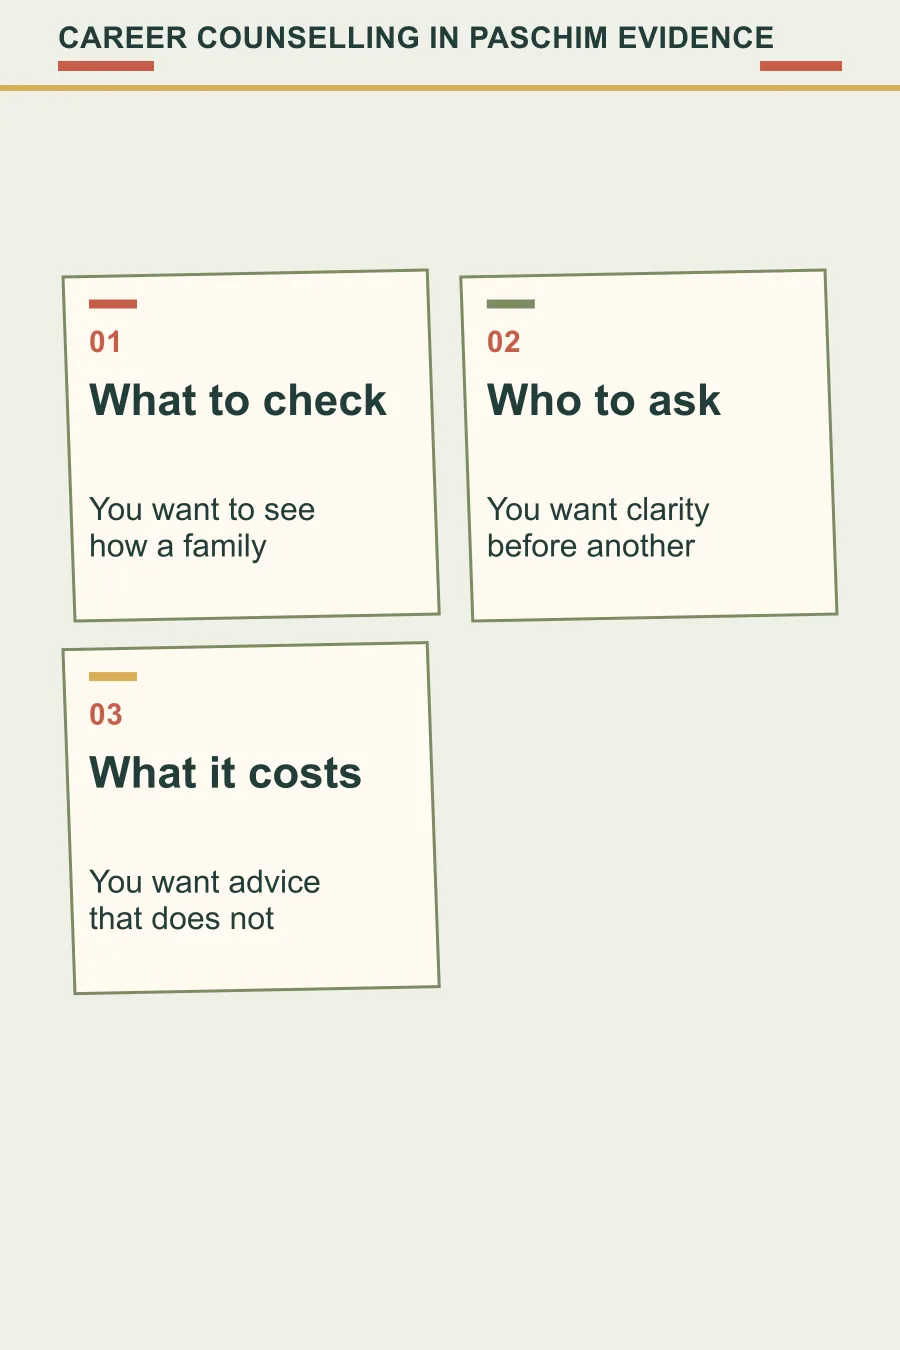 CAREER COUNSELLING IN PASCHIM EVIDENCE
01
What to check
You want to see
how a family
02
Who to ask
You want clarity
before another
03
What it costs
You want advice
that does not